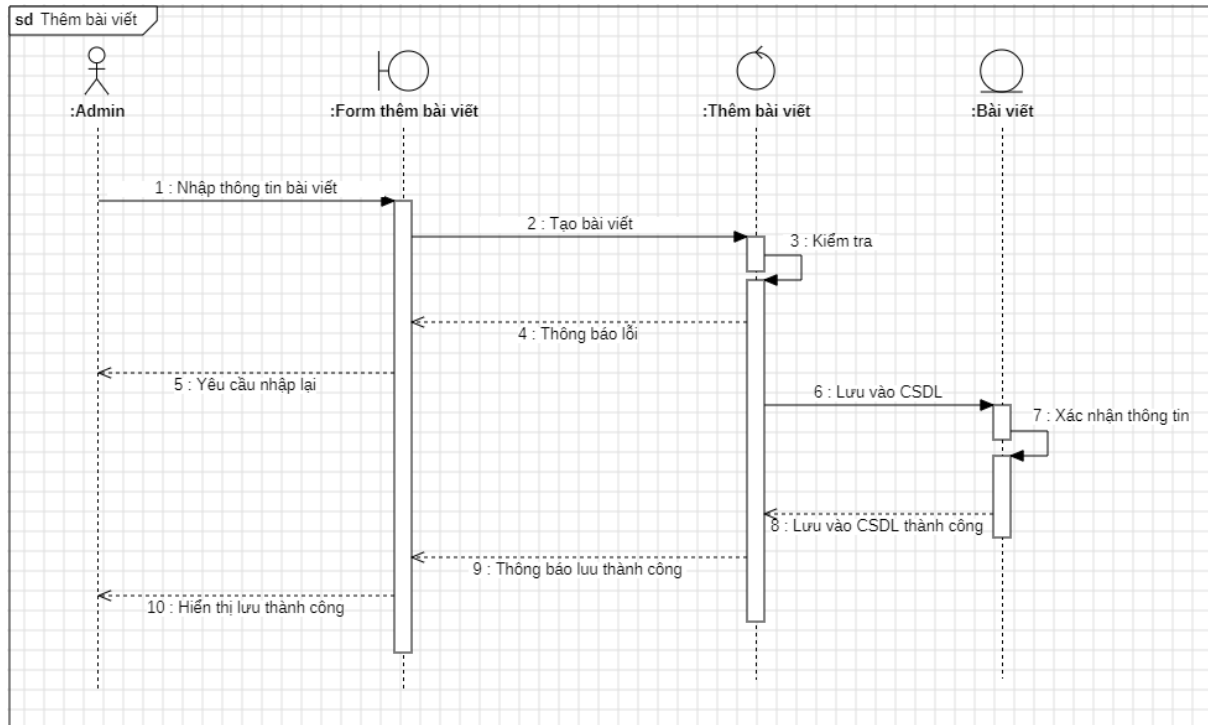 sd Thêm bài viết
:Admin
:Form thêm bài viết
:Thêm bài viết
:Bài viết
1 : Nhập thông tin bài viết
2 : Tạo bài viết
3 : Kiểm tra
4 : Thông báo lỗi
5 : Yêu cầu nhập lại
6 : Lưu vào CSDL
7 : Xác nhận thông tin
8 : Lưu vào CSDL thành công
9 : Thông báo luu thành công
10 : Hiển thị lưu thành công